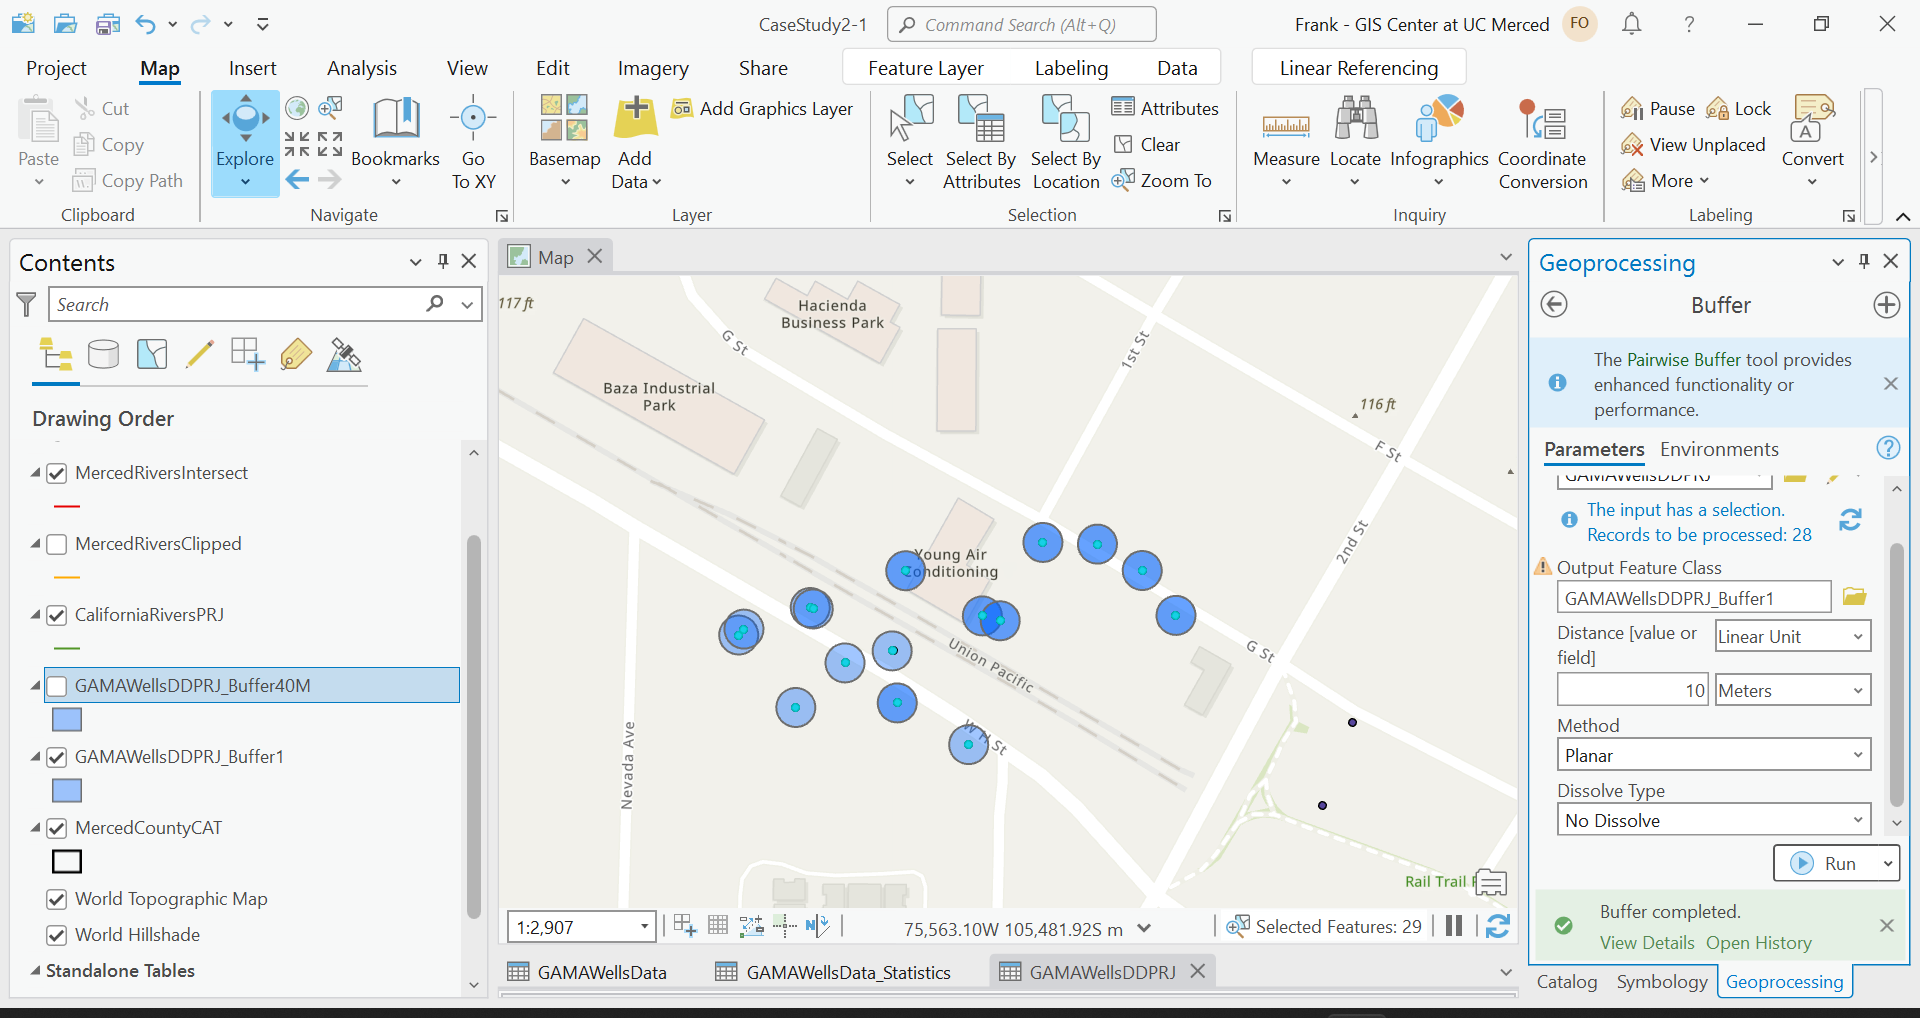 CaseStudy2-1
Command Search (Alt+Q)
Frank - GIS Center at UC Merced
FO
?
Project
Map
Insert
Analysis
View
Edit
Imagery
Share
Feature Layer
Labeling
Data
Linear Referencing
Paste
Cut
Copy
Copy Path
Clipboard
Explore
Bookmarks
Go
To XY
Navigate
Basemap
Add
Data
Add Graphics Layer
Layer
Select
Select By
Attributes
Select By
Location
Attributes
Clear
Zoom To
Selection
Measure
Locate
Infographics
Coordinate
Conversion
Inquiry
Pause
Lock
View Unplaced
More
A
Convert
Labeling
Contents
Search
Drawing Order
MercedRiversIntersect
MercedRiversClipped
CaliforniaRiversPRJ
GAMAWellsDDPRJ_Buffer40M
GAMAWellsDDPRJ_Buffer1
MercedCountyCAT
World Topographic Map
World Hillshade
Standalone Tables
Map
117 ft
Hacienda
Business Park
G St
1st St
Baza Industrial
Park
116 ft
F St
2nd St
Young Air
Conditioning
Union Pacific
G St
W H St
Nevada Ave
Rail Trail
1:2,907
N
75,563.10W 105,481.92S m
Selected Features: 29
GAMAWellsData
GAMAWellsData_Statistics
GAMAWellsDDPRJ
Geoprocessing
Buffer
The Pairwise Buffer tool provides
enhanced functionality or
performance.
Parameters
Environments
?
GAMAWellsDDPRJ
The input has a selection.
Records to be processed: 28
Output Feature Class
GAMAWellsDDPRJ_Buffer1
Distance [value or
field]
Linear Unit
10
Meters
Method
Planar
Dissolve Type
No Dissolve
Run
Buffer completed.
View Details Open History
Catalog
Symbology
Geoprocessing